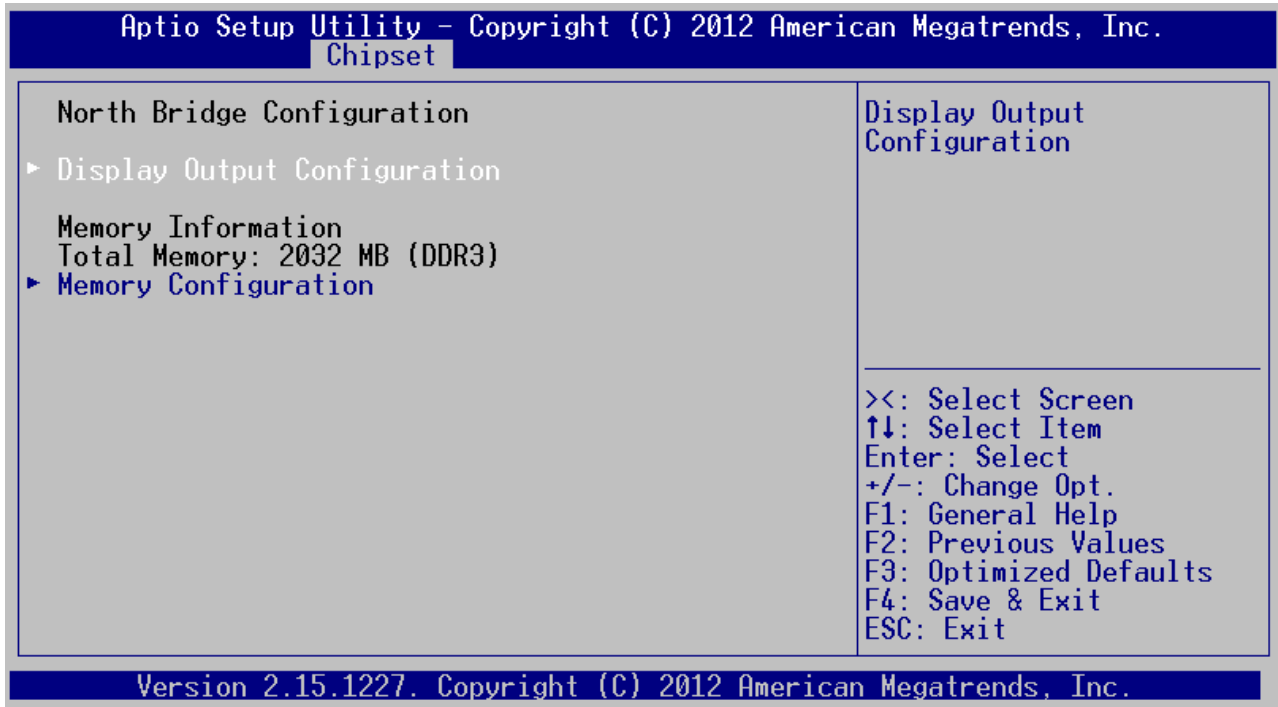 Aptio Setup Utility – Copyright (C) 2012 American Megatrends, Inc.
Chipset
North Bridge Configuration
► Display Output Configuration
Memory Information
Total Memory: 2032 MB (DDR3)
► Memory Configuration
Display Output
Configuration
><: Select Screen
↑↓: Select Item
Enter: Select
+/-: Change Opt.
F1: General Help
F2: Previous Values
F3: Optimized Defaults
F4: Save & Exit
ESC: Exit
Version 2.15.1227. Copyright (C) 2012 American Megatrends, Inc.